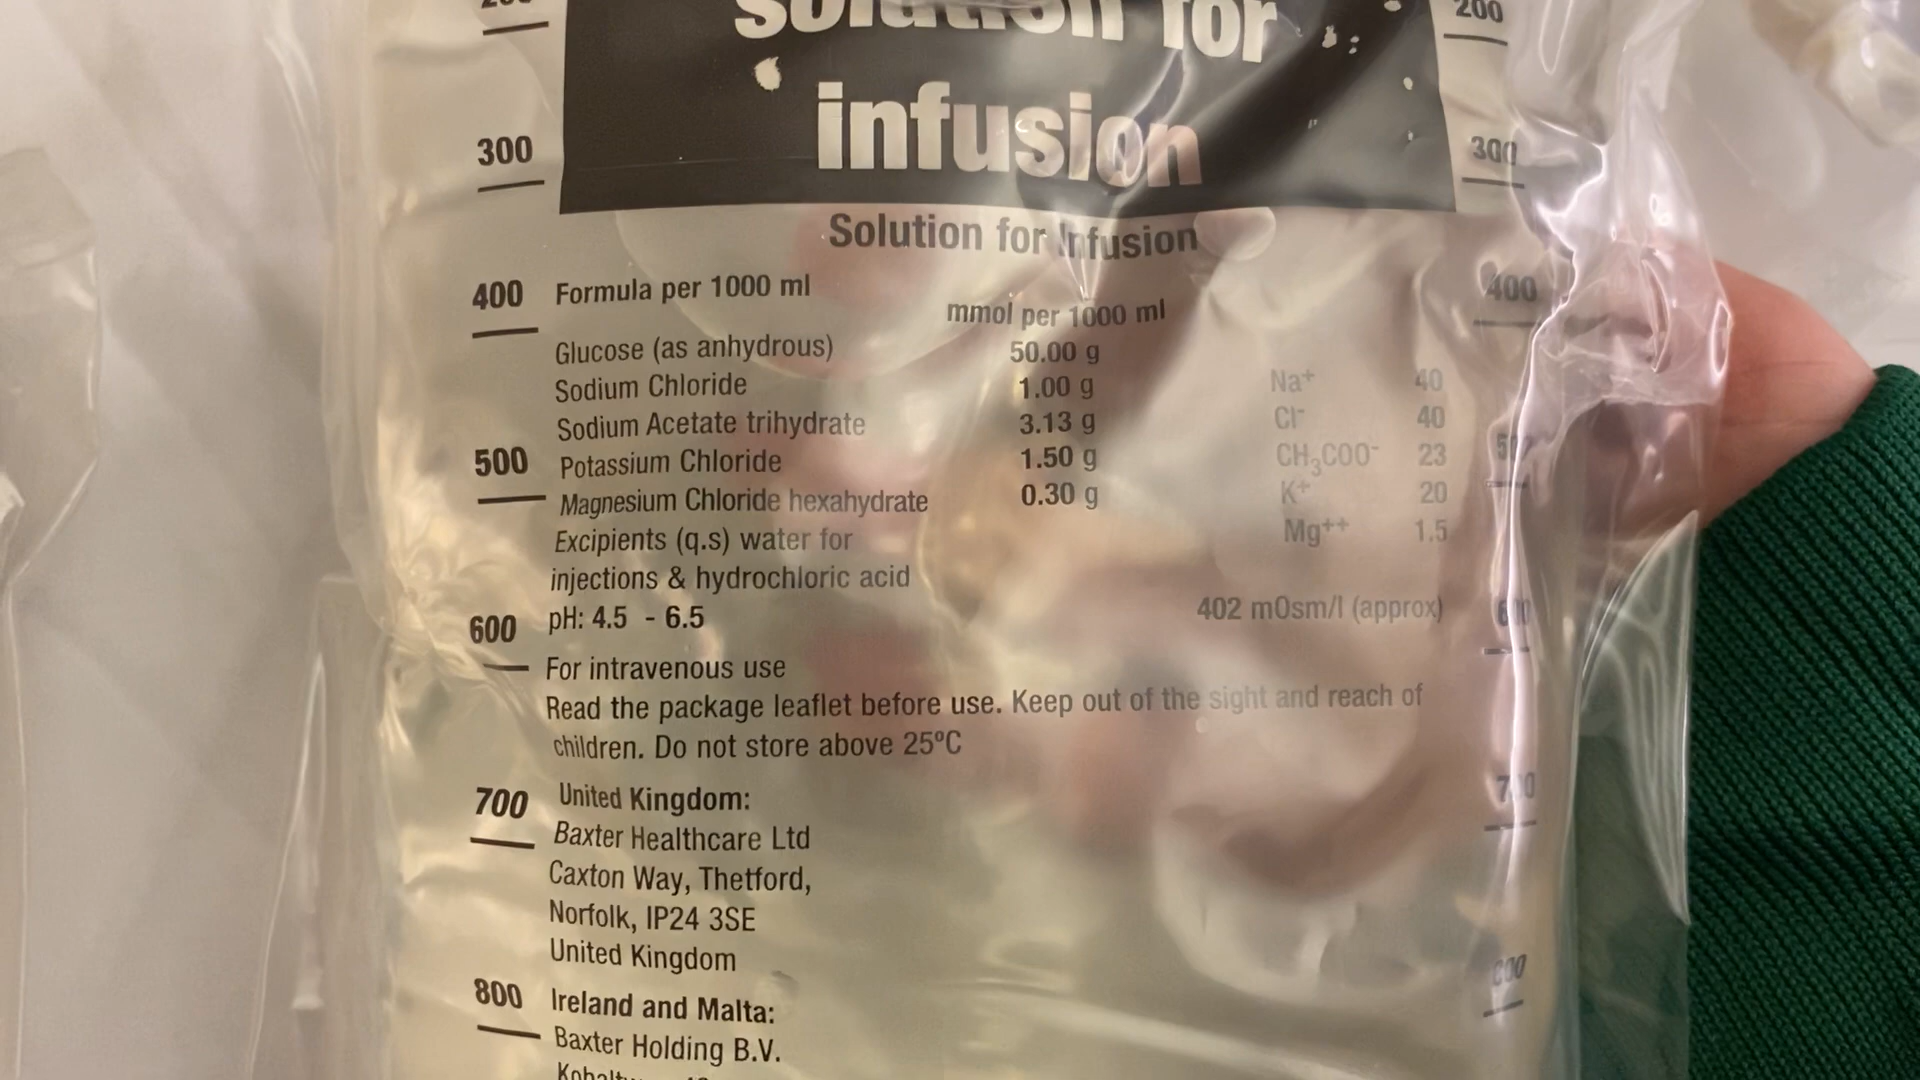 solution for
200
infusion
300
300
Solution for Infusion
400
Formula per 1000 ml
mmol per 1000 ml
400
Glucose (as anhydrous) 50.00 g
Sodium Chloride 1.00 g Na+ 40
Sodium Acetate trihydrate 3.13 g Cl- 40
500
Potassium Chloride 1.50 g CH3COO- 23
Magnesium Chloride hexahydrate 0.30 g K+ 20
Excipients (q.s) water for Mg++ 1.5
injections & hydrochloric acid
600
pH: 4.5 - 6.5 402 mOsm/l (approx)
For intravenous use
Read the package leaflet before use. Keep out of the sight and reach of
children. Do not store above 25ºC
700
United Kingdom:
Baxter Healthcare Ltd
Caxton Way, Thetford,
Norfolk, IP24 3SE
United Kingdom
800
Ireland and Malta:
Baxter Holding B.V.